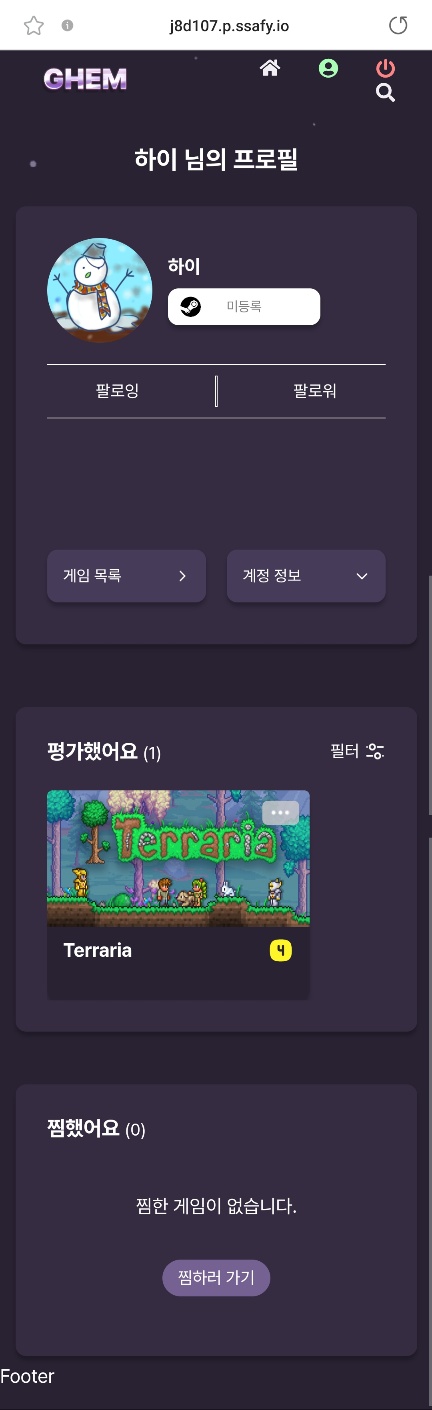 j8d107.p.ssafy.io
GHEM
하이 님의 프로필
하이
미등록
팔로잉 팔로워
게임 목록 계정 정보
평가했어요 (1) 필터
Terraria
Terraria 4
찜했어요 (0)
찜한 게임이 없습니다.
찜하러 가기
Footer